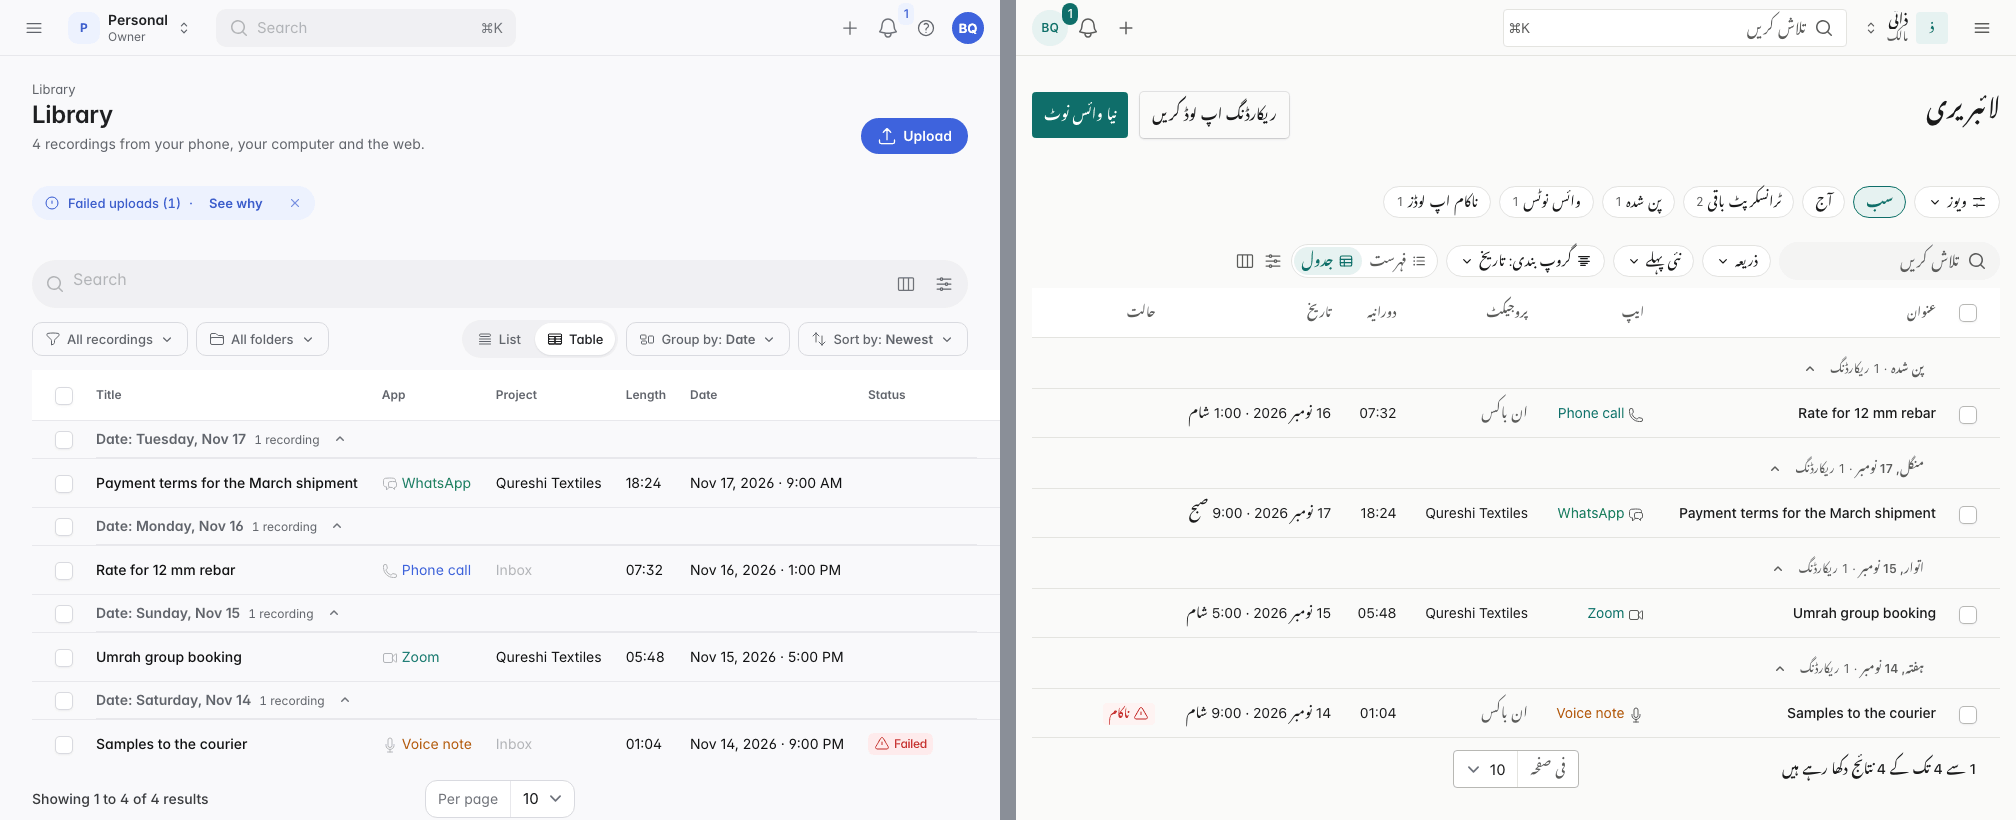 P Personal
Owner
Search ⌘K
1
BQ
Library
Library
4 recordings from your phone, your computer and the web.
Upload
Failed uploads (1) · See why
Search
All recordings
All folders
List
Table
Group by: Date
Sort by: Newest
Title App Project Length Date Status
Date: Tuesday, Nov 17 1 recording
Payment terms for the March shipment WhatsApp Qureshi Textiles 18:24 Nov 17, 2026 · 9:00 AM
Date: Monday, Nov 16 1 recording
Rate for 12 mm rebar Phone call Inbox 07:32 Nov 16, 2026 · 1:00 PM
Date: Sunday, Nov 15 1 recording
Umrah group booking Zoom Qureshi Textiles 05:48 Nov 15, 2026 · 5:00 PM
Date: Saturday, Nov 14 1 recording
Samples to the courier Voice note Inbox 01:04 Nov 14, 2026 · 9:00 PM Failed
Showing 1 to 4 of 4 results
Per page 10
ذ ذاتی
مالک
تلاش کریں ⌘K
1
BQ
لائبریری
ریکارڈنگ اپ لوڈ کریں
نیا وائس نوٹ
ویوز
سب
آج
ٹرانسکرپٹ باقی 2
پن شدہ 1
وائس نوٹس 1
ناکام اپ لوڈز 1
تلاش کریں
ذریعہ
نئی پہلے
گروپ بندی: تاریخ
فہرست
جدول
عنوان ایپ پروجیکٹ دورانیہ تاریخ حالت
پن شدہ · 1 ریکارڈنگ
Rate for 12 mm rebar Phone call ان باکس 07:32 16 نومبر 2026 · 1:00 شام
منگل, 17 نومبر · 1 ریکارڈنگ
Payment terms for the March shipment WhatsApp Qureshi Textiles 18:24 17 نومبر 2026 · 9:00 صبح
اتوار, 15 نومبر · 1 ریکارڈنگ
Umrah group booking Zoom Qureshi Textiles 05:48 15 نومبر 2026 · 5:00 شام
ہفتہ, 14 نومبر · 1 ریکارڈنگ
Samples to the courier Voice note ان باکس 01:04 14 نومبر 2026 · 9:00 شام ناکام
1 سے 4 تک کے 4 نتائج دکھا رہے ہیں
فی صفحہ 10